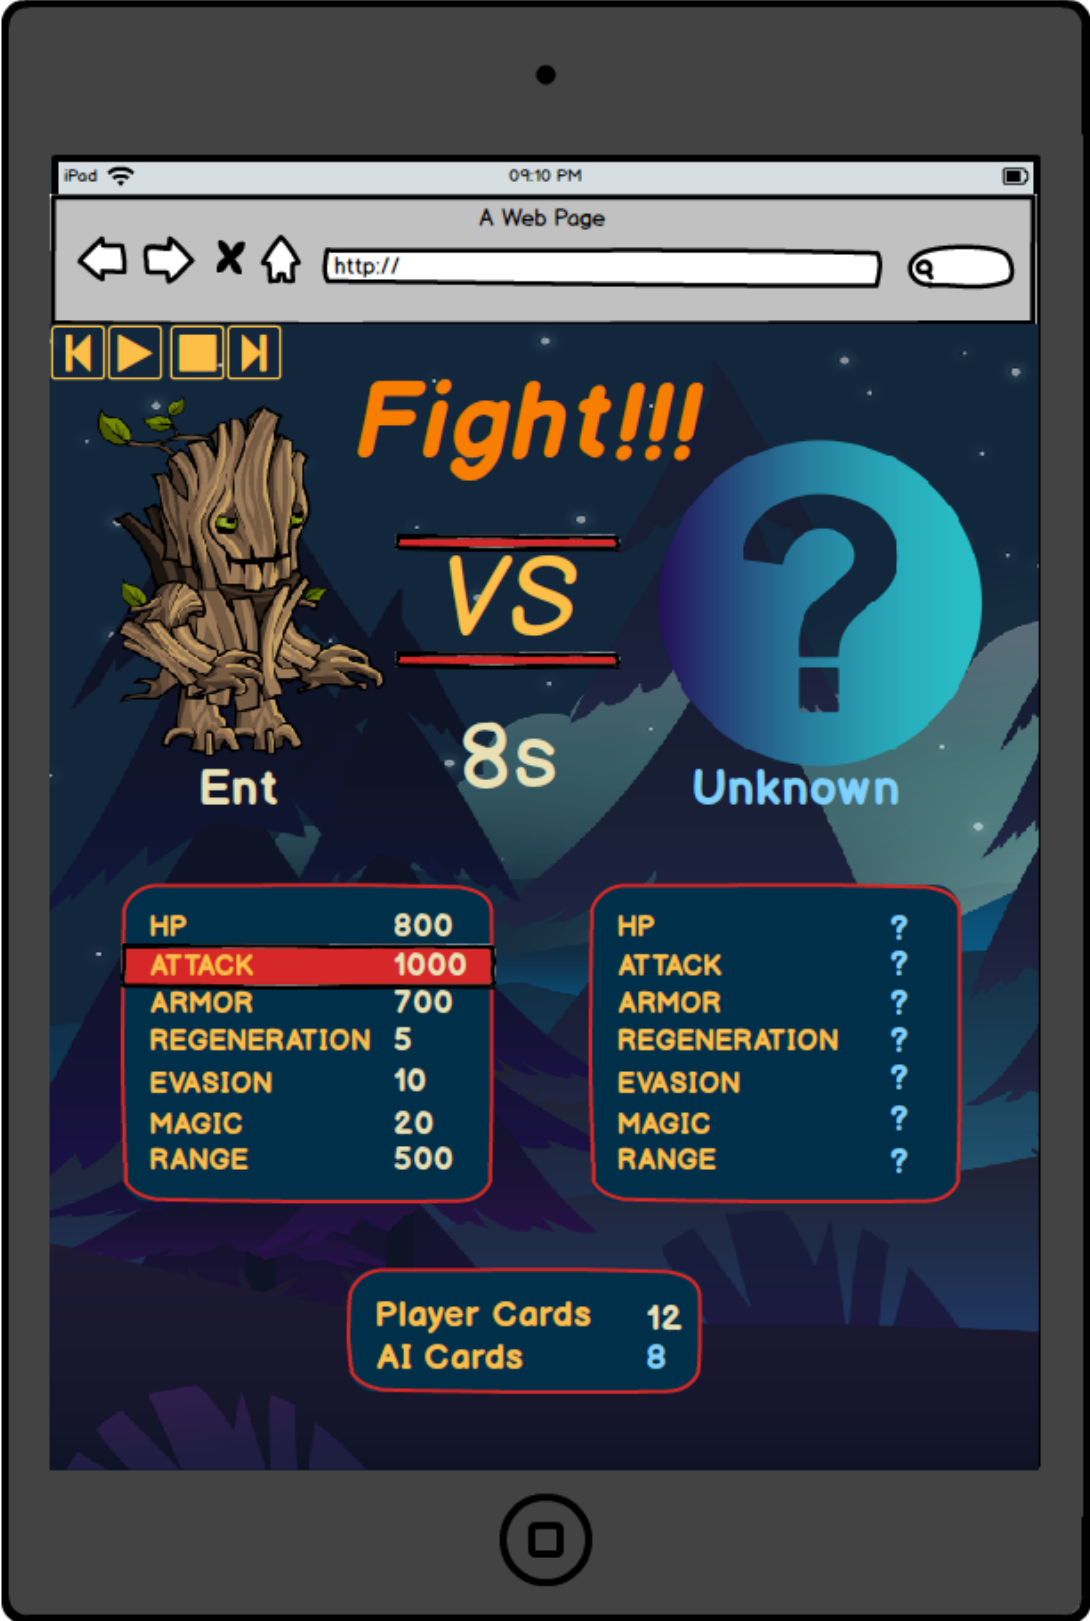 iPad 09:10 PM
A Web Page
http://
Fight!!!
VS
8s
Ent
Unknown
HP 800
ATTACK 1000
ARMOR 700
REGENERATION 5
EVASION 10
MAGIC 20
RANGE 500
HP ?
ATTACK ?
ARMOR ?
REGENERATION ?
EVASION ?
MAGIC ?
RANGE ?
Player Cards 12
AI Cards 8